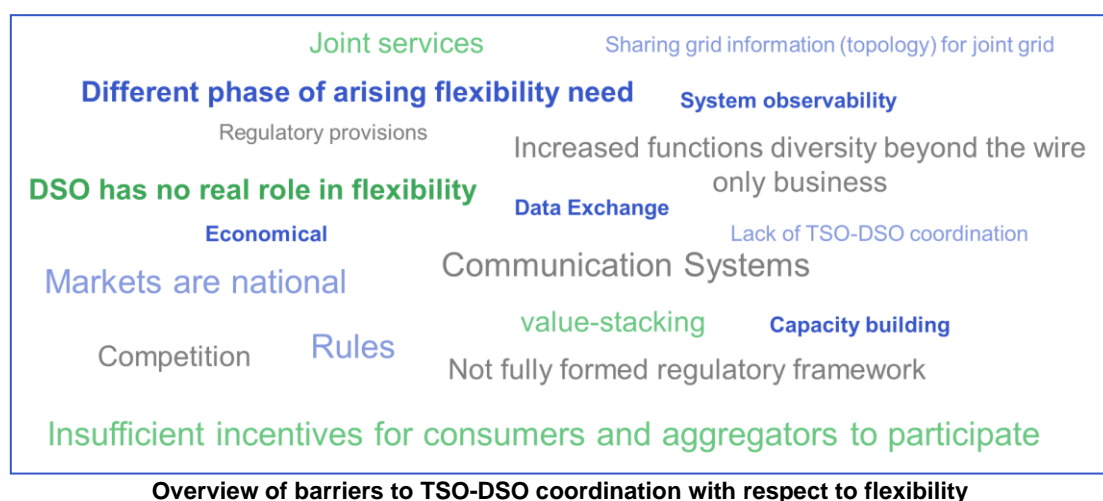 Joint services
Sharing grid information (topology) for joint grid
Different phase of arising flexibility need
System observability
Regulatory provisions
Increased functions diversity beyond the wire
only business
DSO has no real role in flexibility
Data Exchange
Economical
Lack of TSO-DSO coordination
Markets are national
Communication Systems
value-stacking
Capacity building
Competition
Rules
Not fully formed regulatory framework
Insufficient incentives for consumers and aggregators to participate
Overview of barriers to TSO-DSO coordination with respect to flexibility